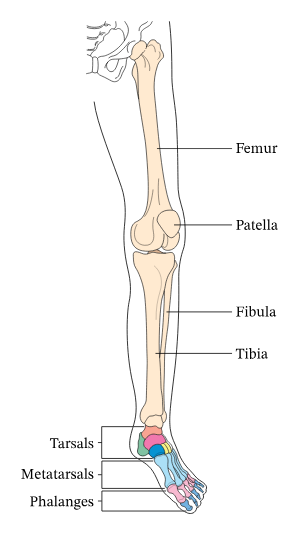 Femur
Patella
Fibula
Tibia
Tarsals
Metatarsals
Phalanges